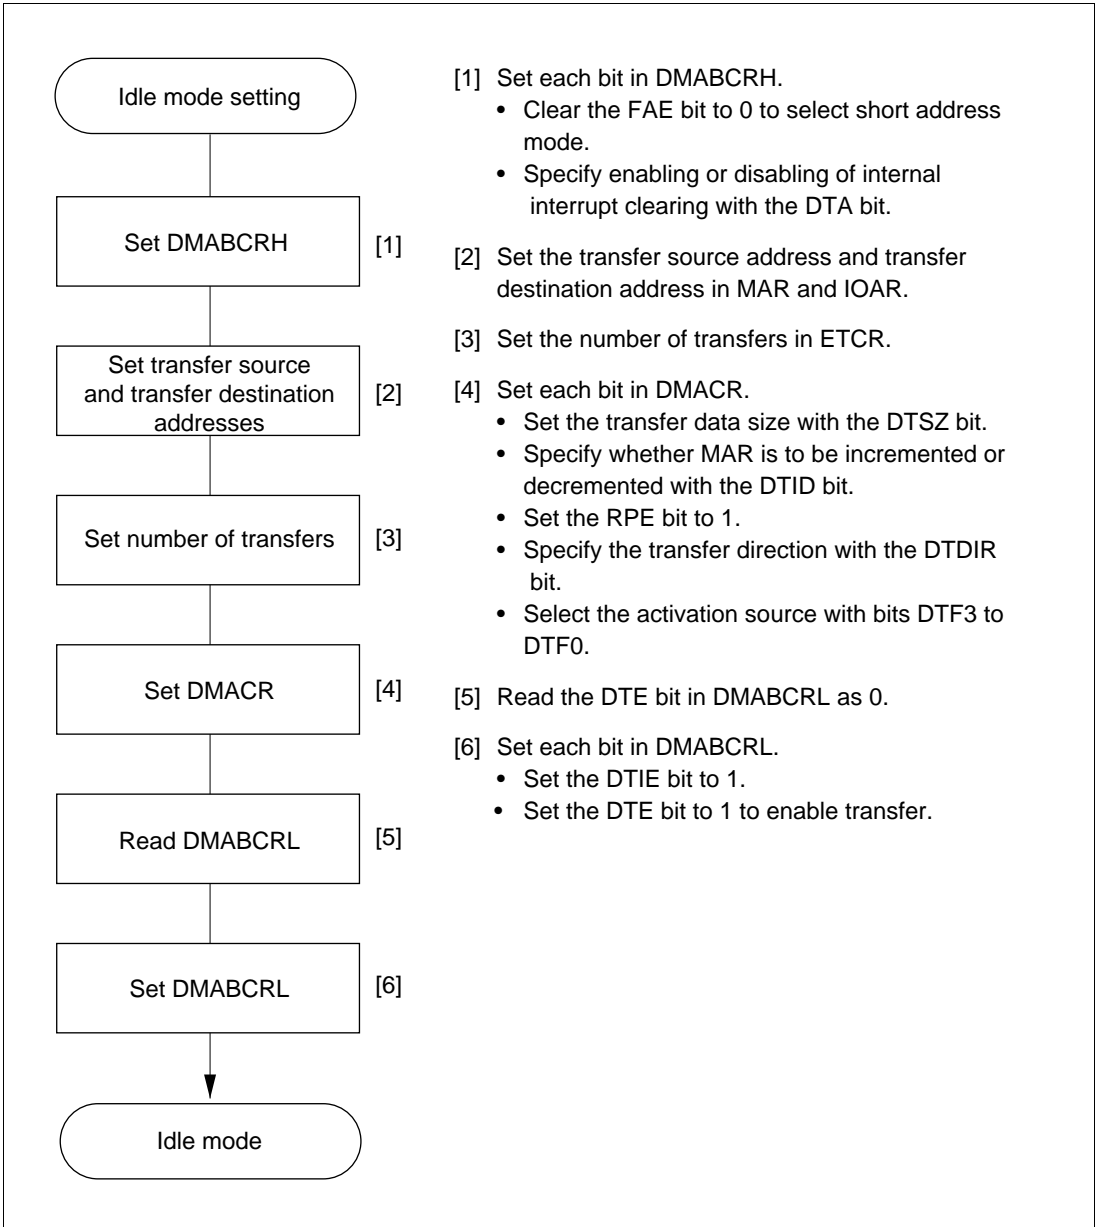 Idle mode setting
Set DMABCRH
[1]
Set transfer source
and transfer destination
addresses
[2]
Set number of transfers
[3]
Set DMACR
[4]
Read DMABCRL
[5]
Set DMABCRL
[6]
Idle mode
[1] Set each bit in DMABCRH.
• Clear the FAE bit to 0 to select short address
mode.
• Specify enabling or disabling of internal
interrupt clearing with the DTA bit.
[2] Set the transfer source address and transfer
destination address in MAR and IOAR.
[3] Set the number of transfers in ETCR.
[4] Set each bit in DMACR.
• Set the transfer data size with the DTSZ bit.
• Specify whether MAR is to be incremented or
decremented with the DTID bit.
• Set the RPE bit to 1.
• Specify the transfer direction with the DTDIR
bit.
• Select the activation source with bits DTF3 to
DTF0.
[5] Read the DTE bit in DMABCRL as 0.
[6] Set each bit in DMABCRL.
• Set the DTIE bit to 1.
• Set the DTE bit to 1 to enable transfer.